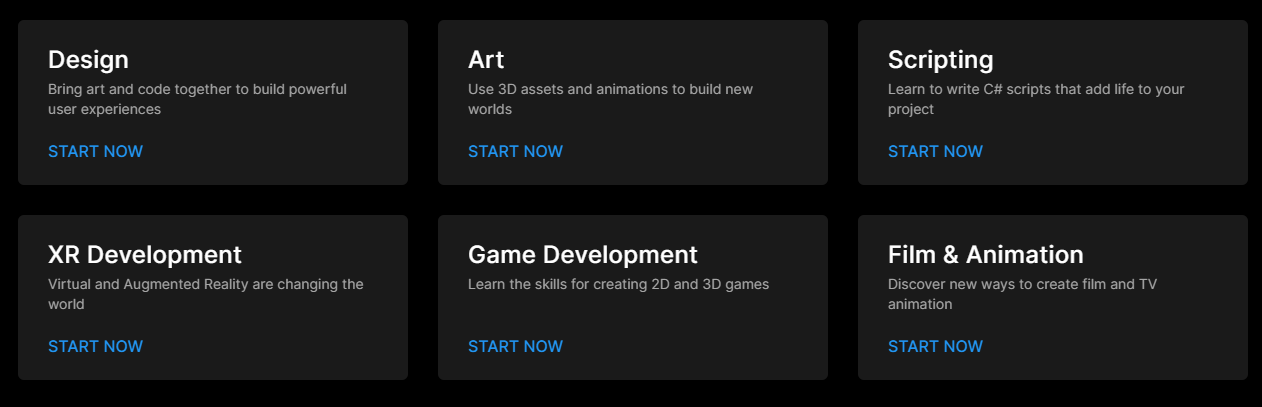 Design
Bring art and code together to build powerful
user experiences
START NOW
Art
Use 3D assets and animations to build new
worlds
START NOW
Scripting
Learn to write C# scripts that add life to your
project
START NOW
XR Development
Virtual and Augmented Reality are changing the
world
START NOW
Game Development
Learn the skills for creating 2D and 3D games
START NOW
Film & Animation
Discover new ways to create film and TV
animation
START NOW